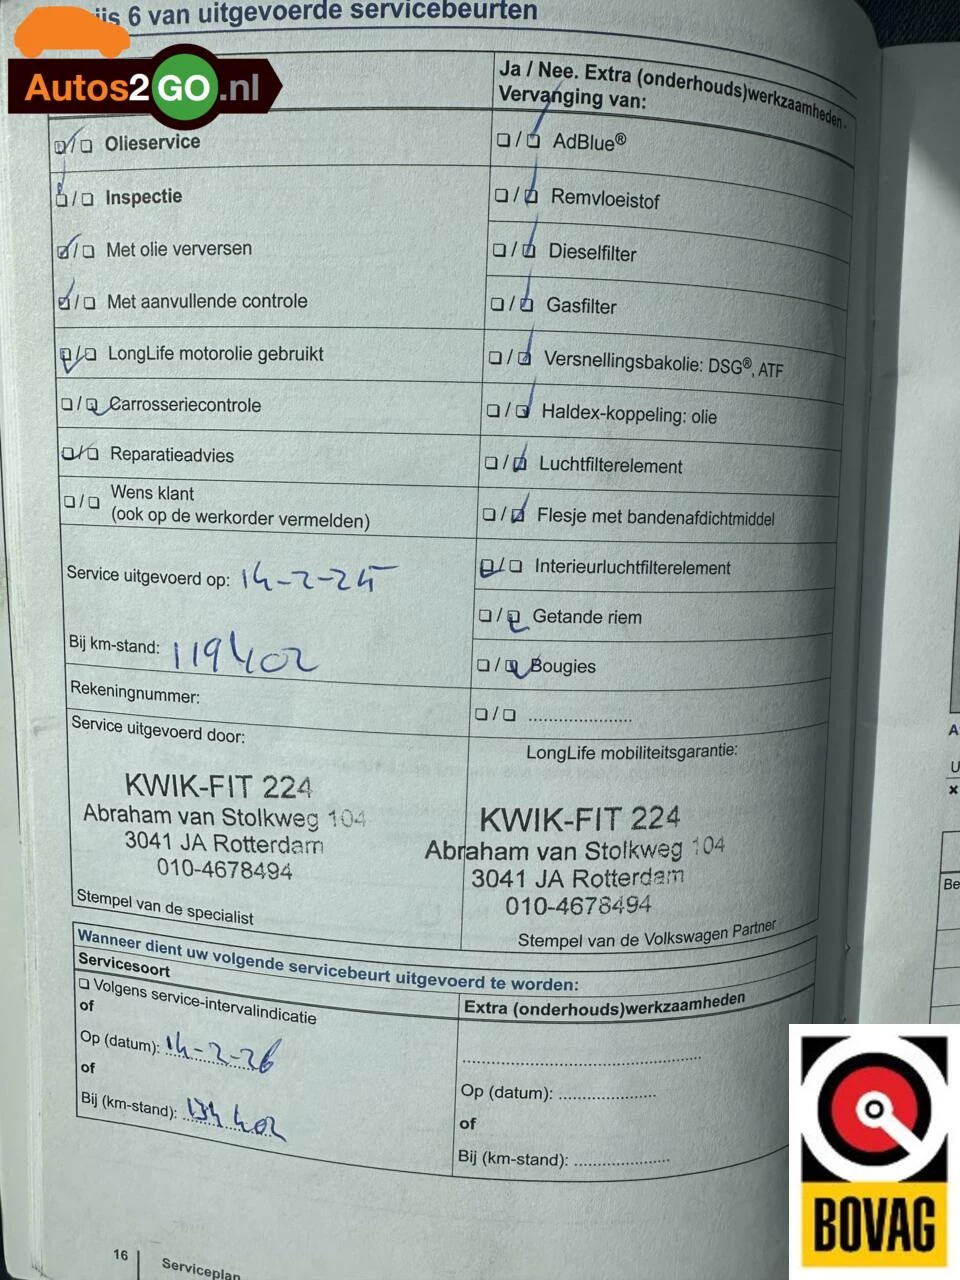 Autos2GO.nl
js 6 van uitgevoerde servicebeurten
Ja / Nee. Extra (onderhouds)werkzaamheden -
Vervanging van:
Olieservice
Inspectie
Met olie verversen
Met aanvullende controle
LongLife motorolie gebruikt
Carrosseriecontrole
Reparatieadvies
Wens klant
(ook op de werkorder vermelden)
Service uitgevoerd op: 14-2-25
Bij km-stand: 119402
Rekeningnummer:
Service uitgevoerd door:
KWIK-FIT 224
Abraham van Stolkweg 104
3041 JA Rotterdam
010-4678494
Stempel van de specialist
AdBlue®
Remvloeistof
Dieselfilter
Gasfilter
Versnellingsbakolie: DSG®, ATF
Haldex-koppeling: olie
Luchtfilterelement
Flesje met bandenafdichtmiddel
Interieurluchtfilterelement
Getande riem
Bougies
......................
LongLife mobiliteitsgarantie:
KWIK-FIT 224
Abraham van Stolkweg 104
3041 JA Rotterdam
010-4678494
Stempel van de Volkswagen Partner
Wanneer dient uw volgende servicebeurt uitgevoerd te worden:
Servicesoort
Volgens service-intervalindicatie
of
Op (datum): 14-2-26
of
Bij (km-stand): 134402
Extra (onderhouds)werkzaamheden
Op (datum): ....................
of
Bij (km-stand): ....................
16
Serviceplan
Be
BOVAG